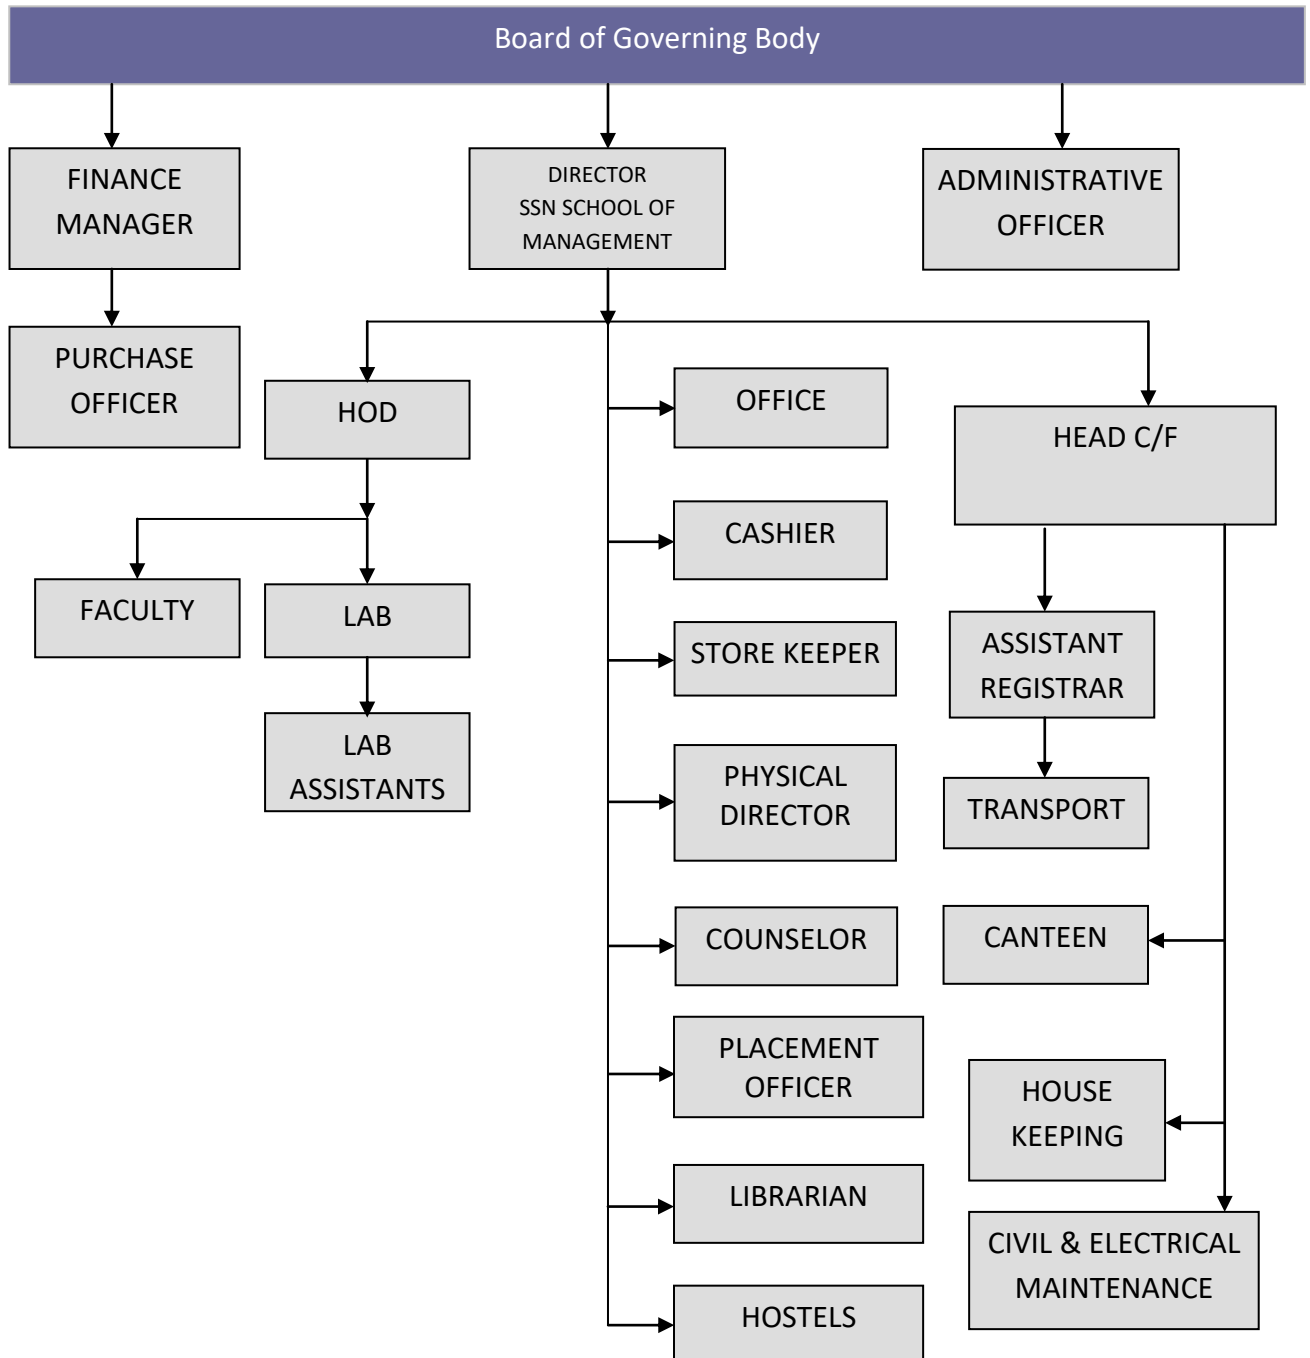 Board of Governing Body
FINANCE
MANAGER
DIRECTOR
SSN SCHOOL OF
MANAGEMENT
ADMINISTRATIVE
OFFICER
PURCHASE
OFFICER
HOD
OFFICE
HEAD C/F
CASHIER
FACULTY
LAB
STORE KEEPER
ASSISTANT
REGISTRAR
LAB
ASSISTANTS
PHYSICAL
DIRECTOR
TRANSPORT
COUNSELOR
CANTEEN
PLACEMENT
OFFICER
HOUSE
KEEPING
LIBRARIAN
CIVIL & ELECTRICAL
MAINTENANCE
HOSTELS